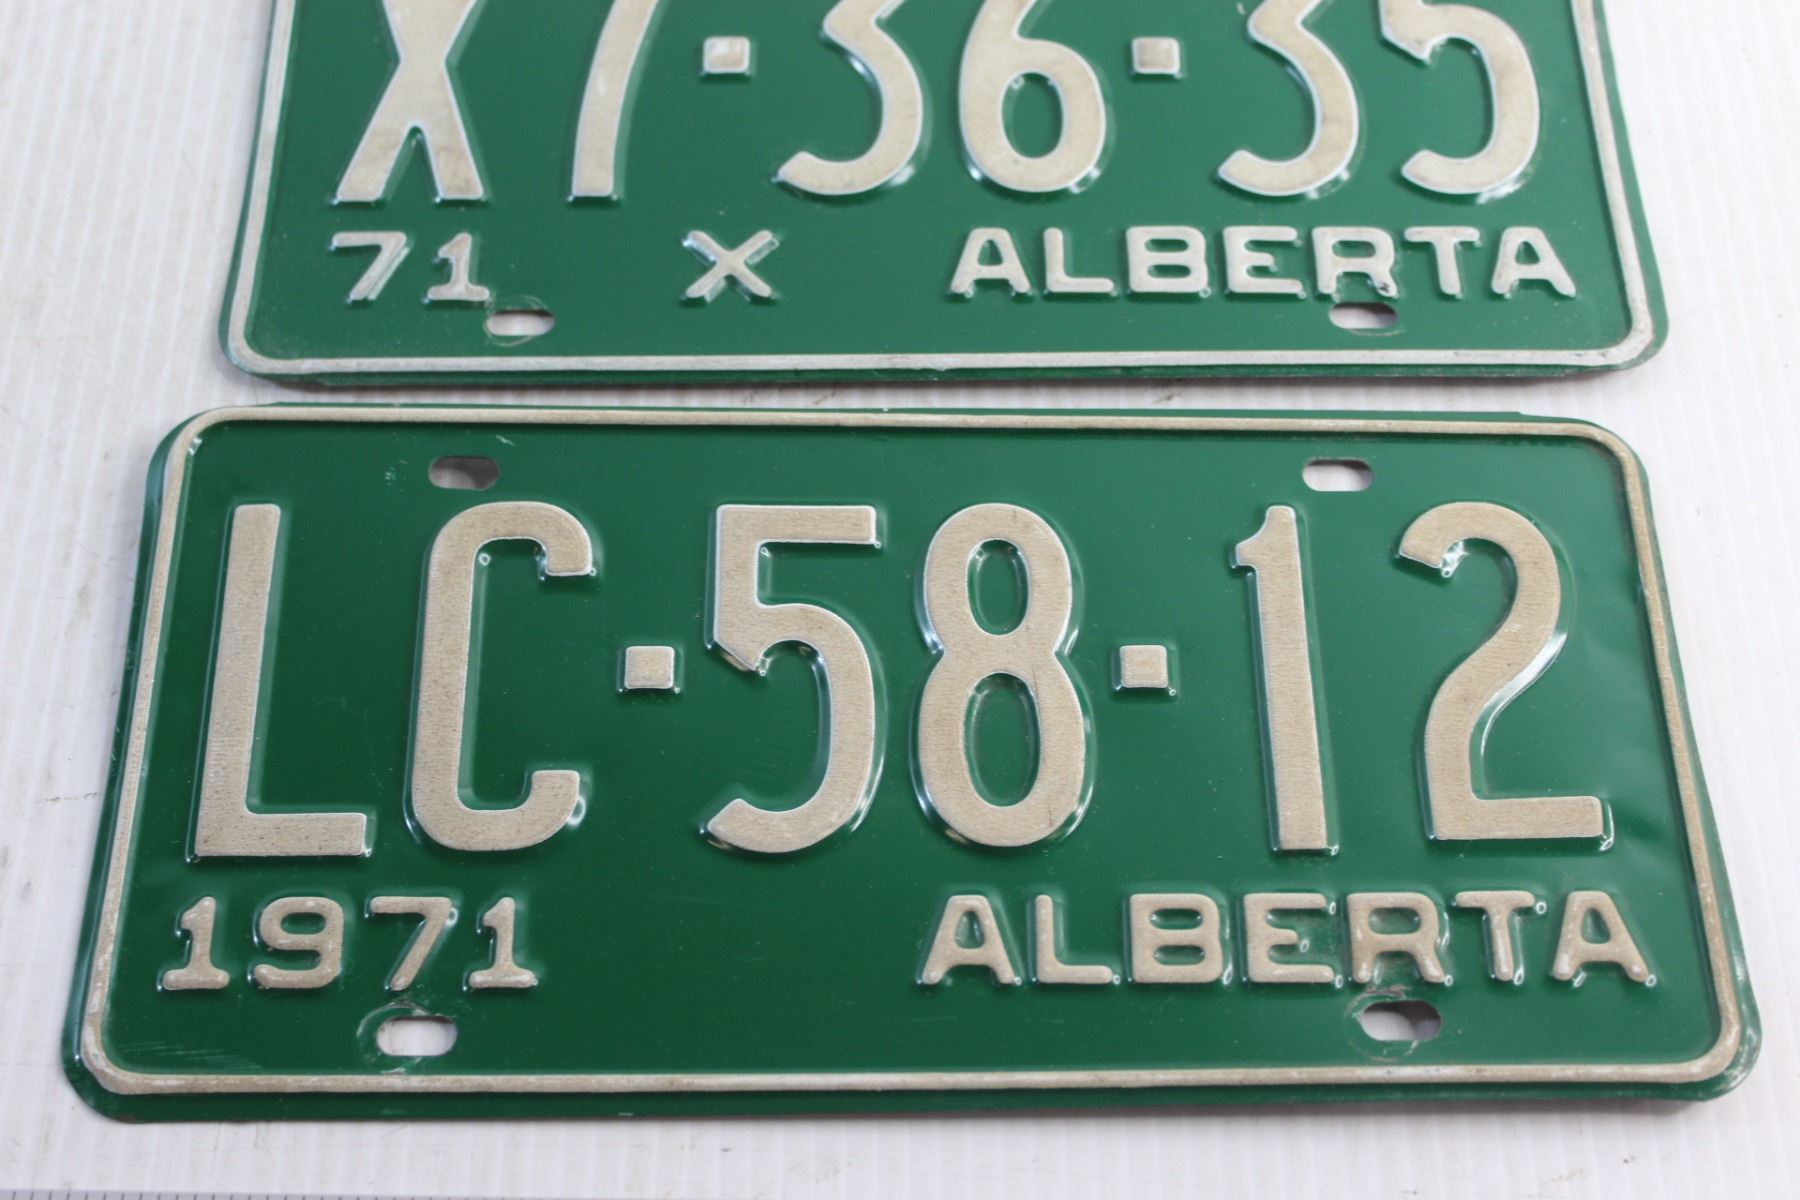 X7-36-35
71 X ALBERTA
LC-58-12
1971 ALBERTA